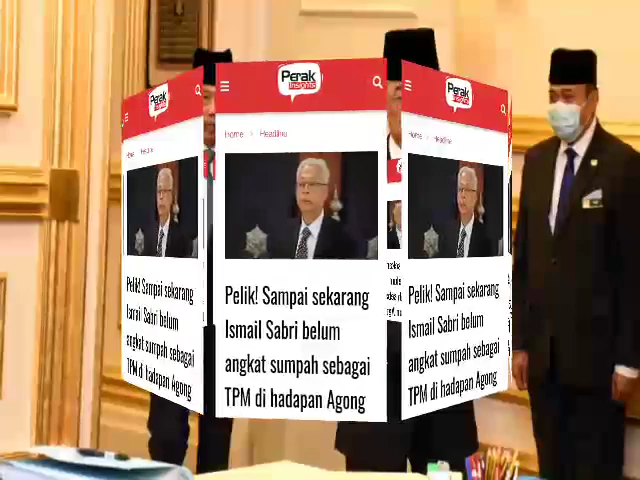 Perak
Insights
Home > Headline
Pelik! Sampai sekarang
Ismail Sabri belum
angkat sumpah sebagai
TPM di hadapan Agong
Perak
Insights
Home > Headline
Pelik! Sampai sekarang
Ismail Sabri belum
angkat sumpah sebagai
TPM di hadapan Agong
Perak
Insights
Home > Headline
Pelik! Sampai sekarang
Ismail Sabri belum
angkat sumpah sebagai
TPM di hadapan Agong